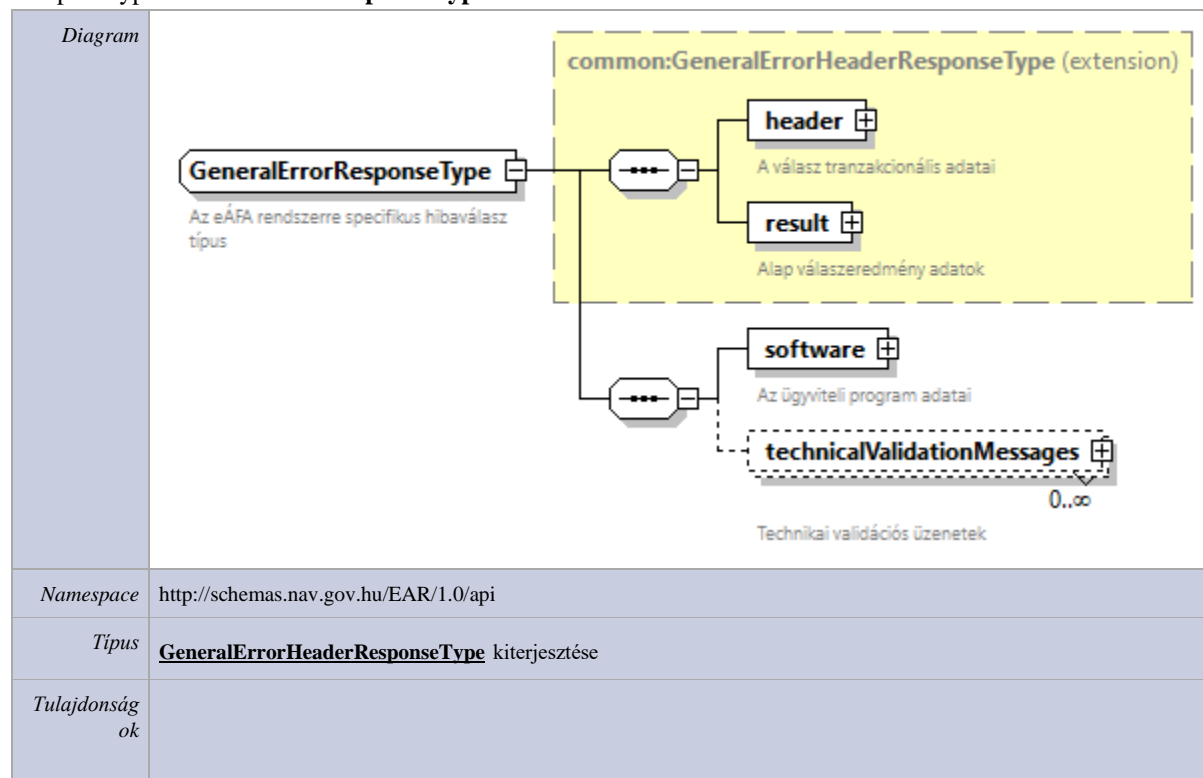 Diagram
common:GeneralErrorHeaderResponseType (extension)
header
A válasz tranzakcionális adatai
GeneralErrorResponseType
Az eÁFA rendszerre specifikus hibaválasz
típus
result
Alap válaszeredmény adatok
software
Az ügyviteli program adatai
technicalValidationMessages
0..∞
Technikai validációs üzenetek
Namespace http://schemas.nav.gov.hu/EAR/1.0/api
Típus GeneralErrorHeaderResponseType kiterjesztése
Tulajdonság
ok